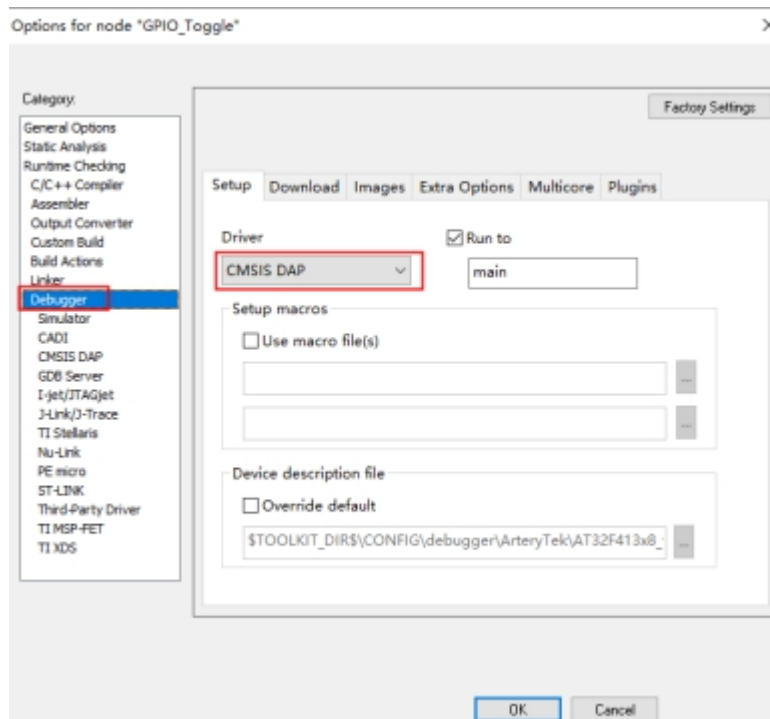 Options for node "GPIO_Toggle"
Category:
Factory Settings
General Options
Static Analysis
Runtime Checking
C/C++ Compiler
Assembler
Output Converter
Custom Build
Build Actions
Linker
Debugger
Simulator
CADI
CMSIS DAP
GDB Server
I-jet/JTAGjet
J-Link/J-Trace
TI Stellaris
Nu-Link
PE micro
ST-LINK
Third-Party Driver
TI MSP-FET
TI XDS
Setup Download Images Extra Options Multicore Plugins
Driver
Run to
CMSIS DAP
main
Setup macros
Use macro file(s)
...
...
Device description file
Override default
$TOOLKIT_DIR$\CONFIG\debugger\ArteryTek\AT32F413x8_
...
OK Cancel